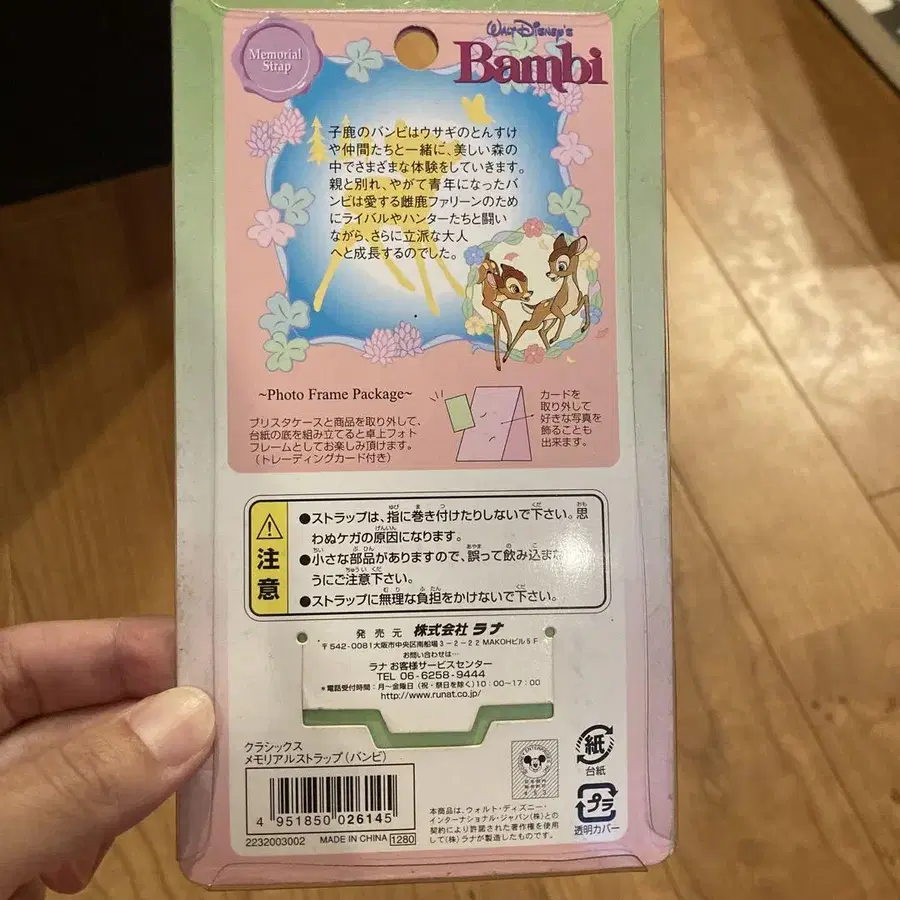 Memorial
Strap
WALT DISNEY'S
Bambi
子鹿のバンビはウサギのとんすけ
や仲間たちと一緒に、美しい森の
中でさまざまな体験をしていきます。
親と別れ、やがて青年になったバ
ンビは愛する雌鹿ファリーンのため
にライバルやハンターたちと闘い
ながら、さらに立派な大人
へと成長するのでした。
~Photo Frame Package~
ブリスタケースと商品を取り外して、
台紙の底を組み立てると卓上フォト
フレームとしてお楽しみ頂けます。
(トレーディングカード付き)
カードを
取り外して
好きな写真を
飾ることも
出来ます。
注意
●ストラップは、指に巻き付けたりしないで下さい。思
わぬケガの原因になります。
●小さな部品がありますので、誤って飲み込ま
うにご注意下さい。
●ストラップに無理な負担をかけないで下さい。
発売元 株式会社 ラナ
〒542-0081大阪市中央区南船場3-2-22 MAKOHビル5F
お問い合わせは…
ラナ お客様サービスセンター
TEL 06-6258-9444
*電話受付時間:月~金曜日(祝・祭日を除く)10:00~17:00
http://www.runat.co.jp/
クラシックス
メモリアルストラップ(バンビ)
4 951850 026145
2232003002 MADE IN CHINA 1280
本商品は、ウォルト・ディズニー・
インターナショナル・ジャパン(株)との
契約により許諾された著作権を使用
して(株)ラナが製造したものです。
紙
台紙
プラ
透明カバー